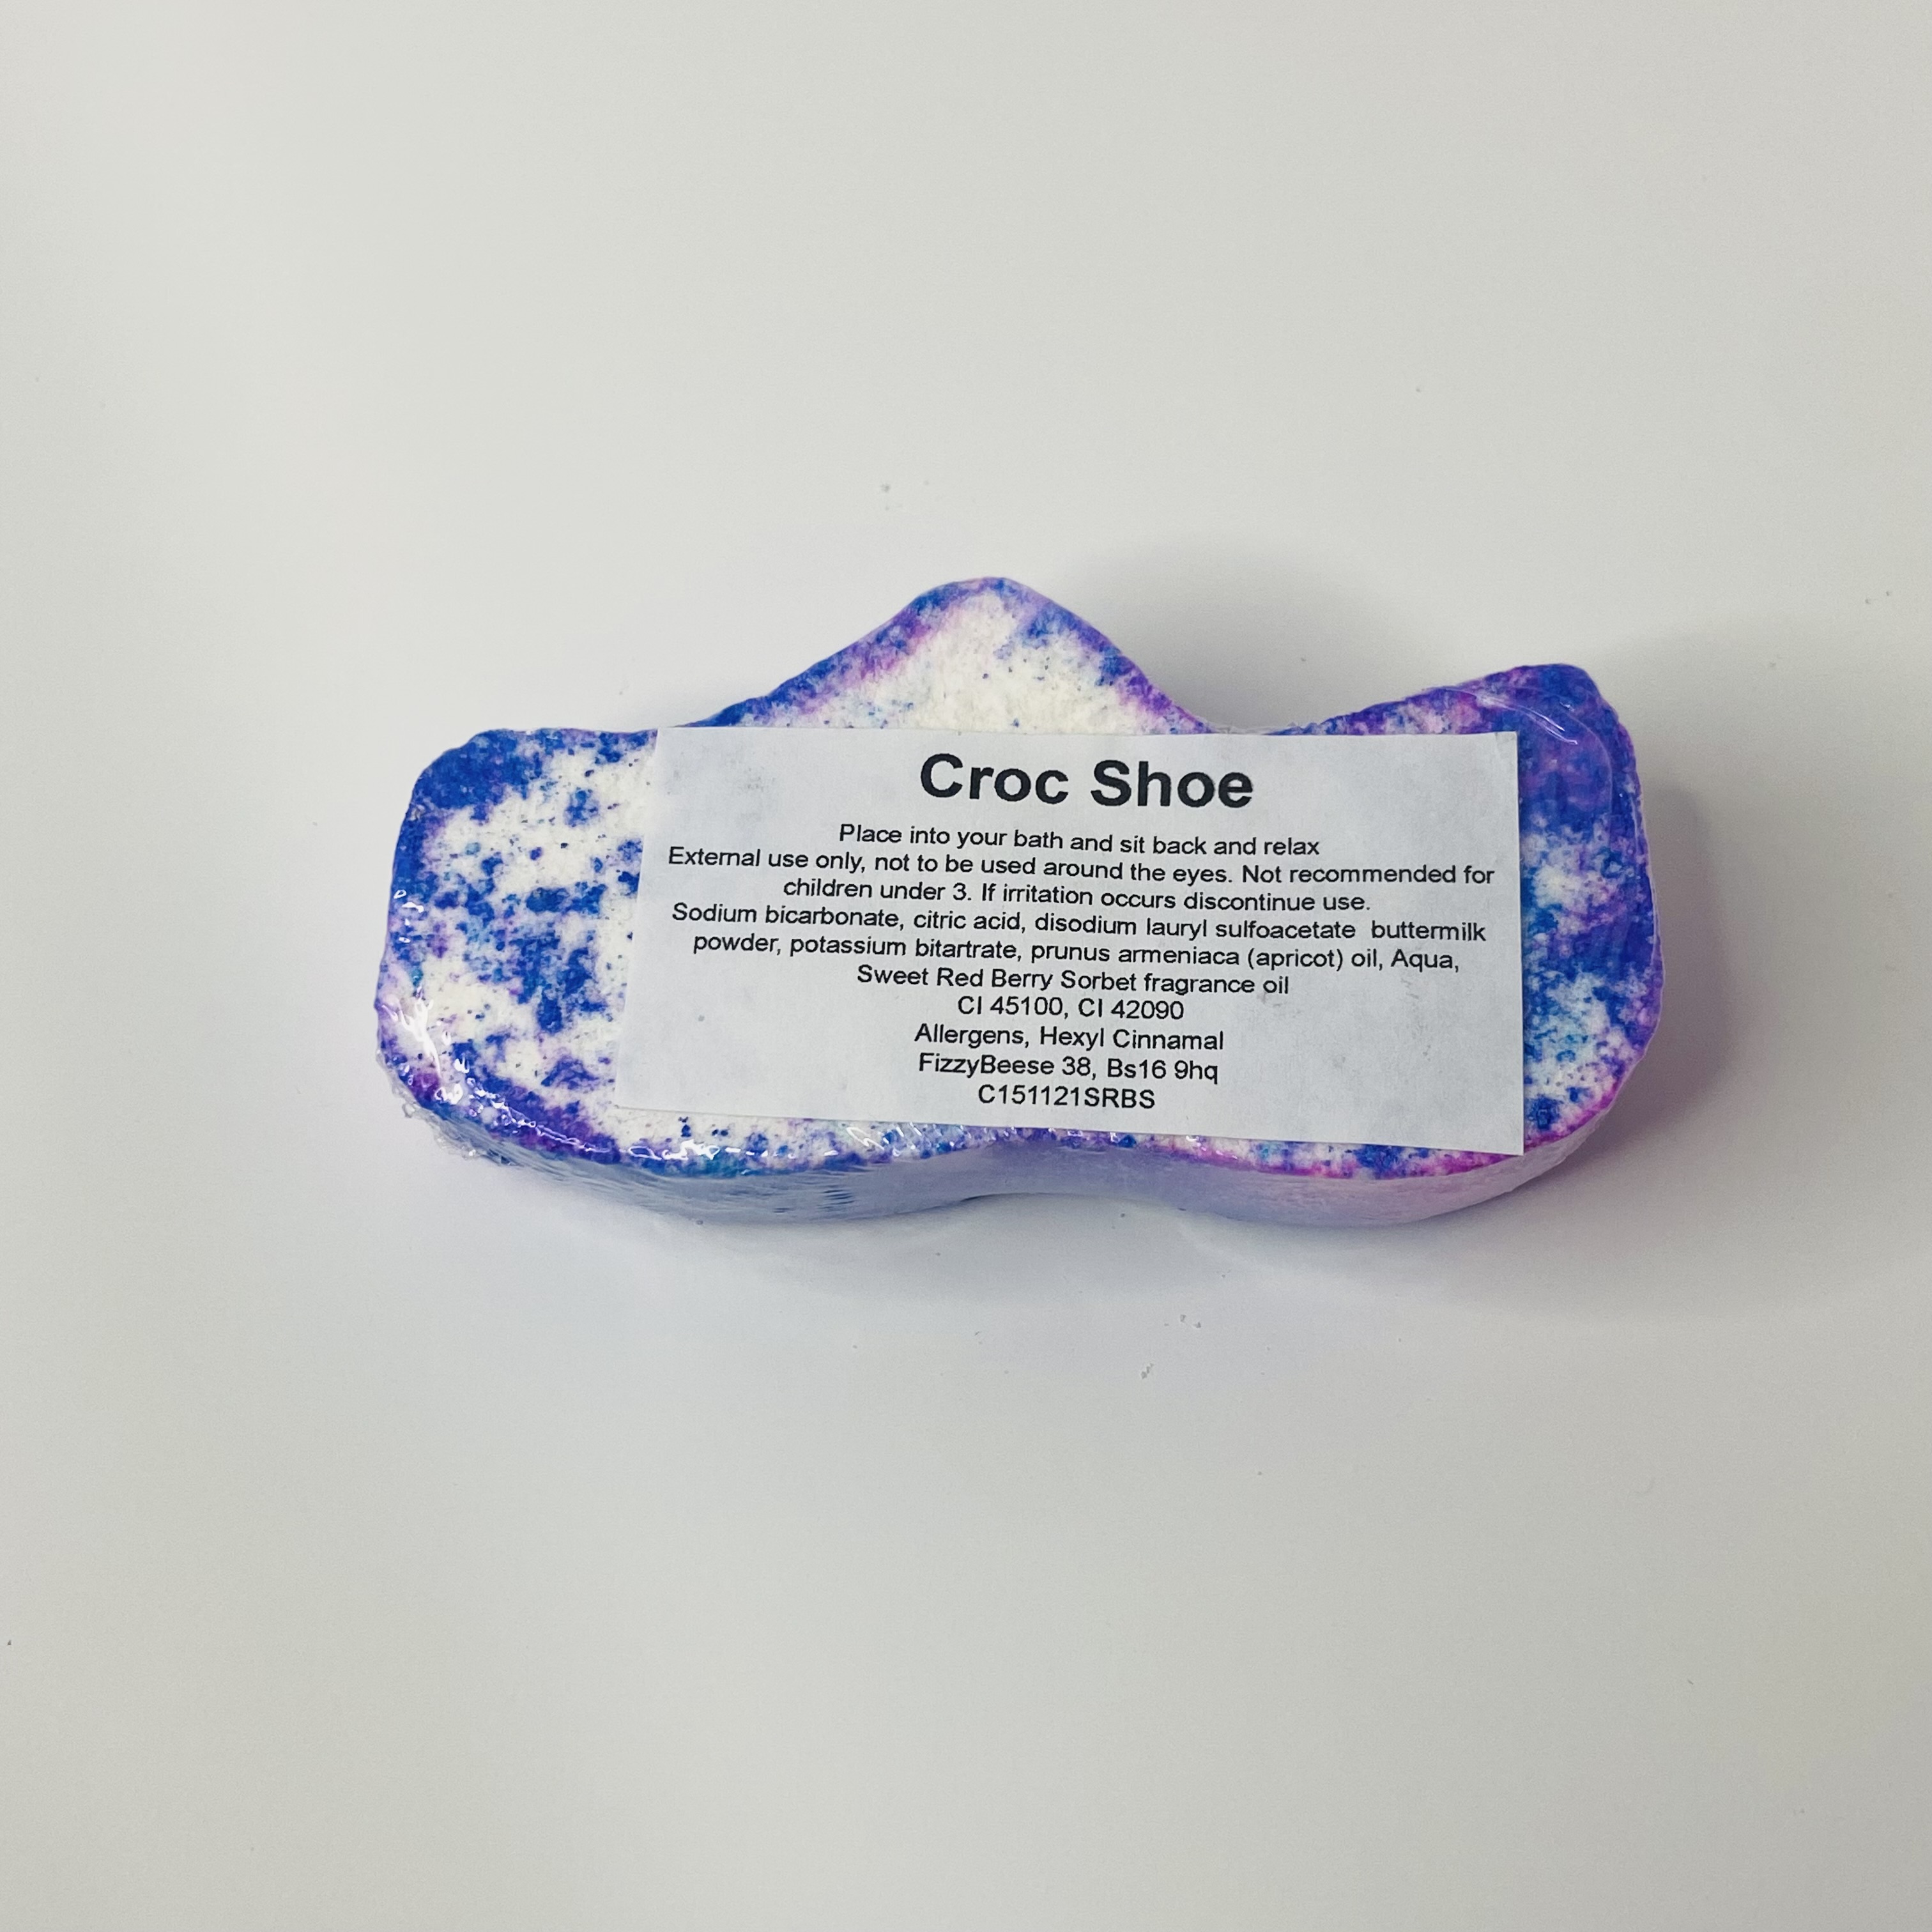 Croc Shoe
Place into your bath and sit back and relax
External use only, not to be used around the eyes. Not recommended for
children under 3. If irritation occurs discontinue use.
Sodium bicarbonate, citric acid, disodium lauryl sulfoacetate  buttermilk
powder, potassium bitartrate, prunus armeniaca (apricot) oil, Aqua,
Sweet Red Berry Sorbet fragrance oil
CI 45100, CI 42090
Allergens, Hexyl Cinnamal
FizzyBeese 38, Bs16 9hq
C151121SRBS